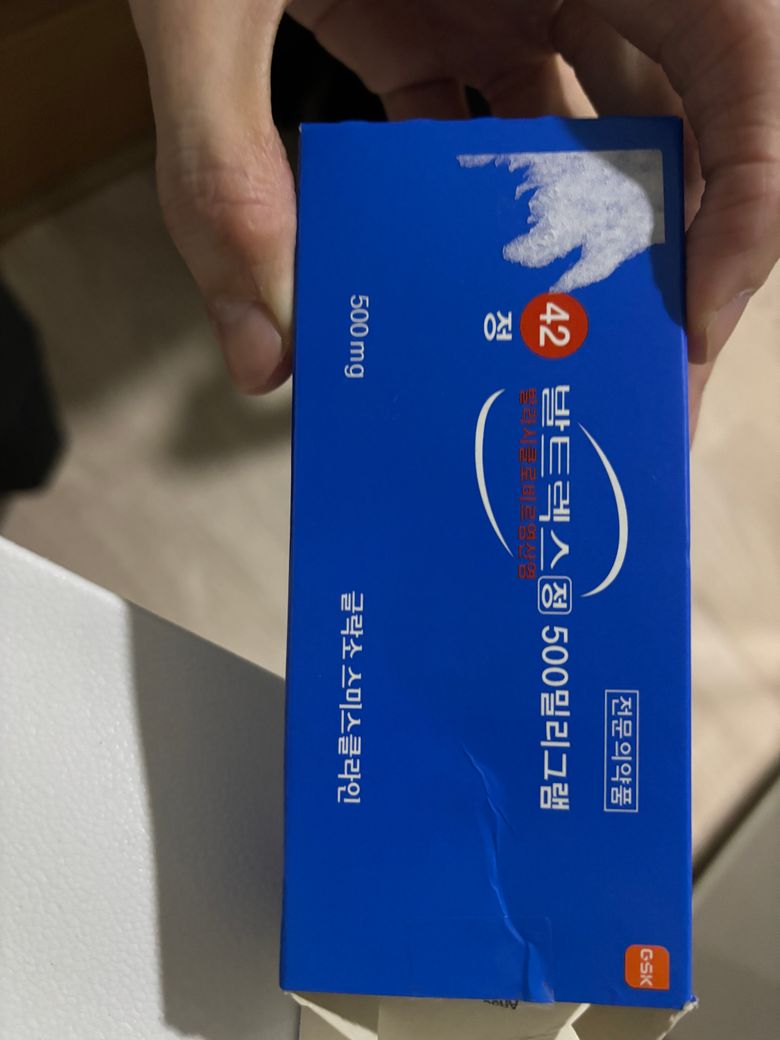 전문의약품
발트렉스정 500밀리그램
발라시클로비르염산염
42
정
500mg
글락소 스미스클라인
GSK